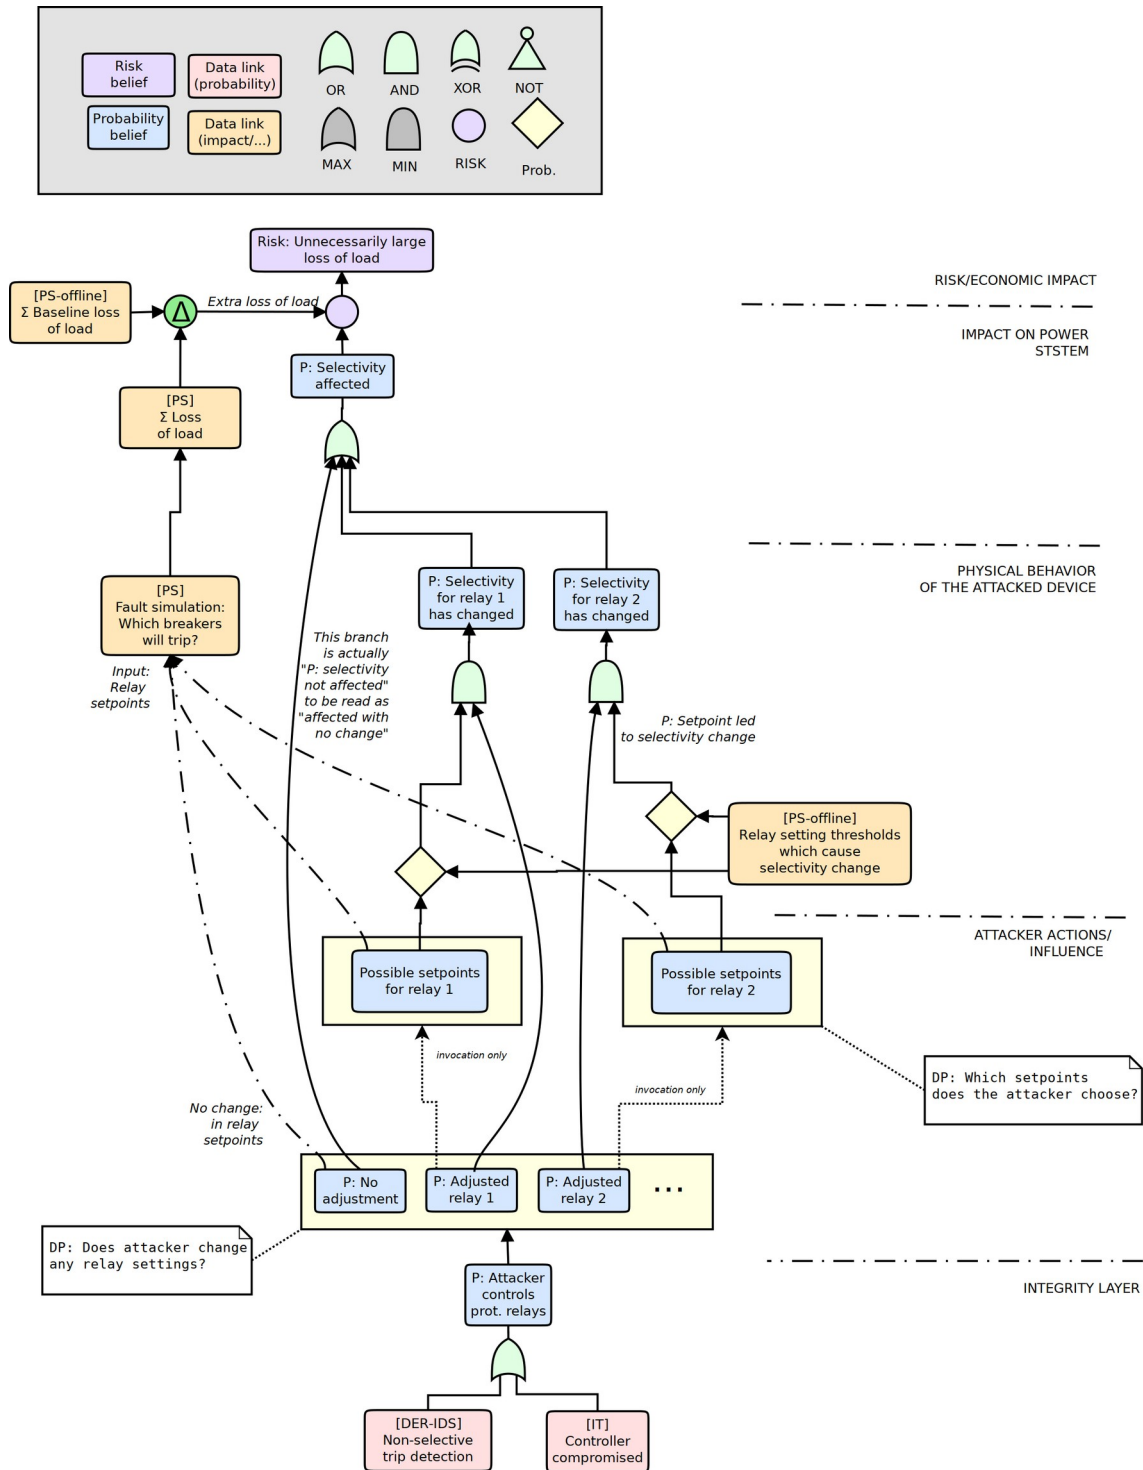 Risk
belief
Data link
(probability)
OR
AND
XOR
NOT
Probability
belief
Data link
(impact/...)
MAX
MIN
RISK
Prob.
Risk: Unnecessarily large
loss of load
RISK/ECONOMIC IMPACT
[PS-offline]
Σ Baseline loss
of load
Δ
Extra loss of load
IMPACT ON POWER
STSTEM
P: Selectivity
affected
[PS]
Σ Loss
of load
PHYSICAL BEHAVIOR
OF THE ATTACKED DEVICE
P: Selectivity
for relay 1
has changed
P: Selectivity
for relay 2
has changed
[PS]
Fault simulation:
Which breakers
will trip?
Input:
Relay
setpoints
This branch
is actually
"P: selectivity
not affected"
to be read as
"affected with
no change"
P: Setpoint led
to selectivity change
[PS-offline]
Relay setting thresholds
which cause
selectivity change
ATTACKER ACTIONS/
INFLUENCE
Possible setpoints
for relay 1
Possible setpoints
for relay 2
invocation only
invocation only
DP: Which setpoints
does the attacker choose?
No change:
in relay
setpoints
P: No
adjustment
P: Adjusted
relay 1
P: Adjusted
relay 2
...
DP: Does attacker change
any relay settings?
INTEGRITY LAYER
P: Attacker
controls
prot. relays
[DER-IDS]
Non-selective
trip detection
[IT]
Controller
compromised